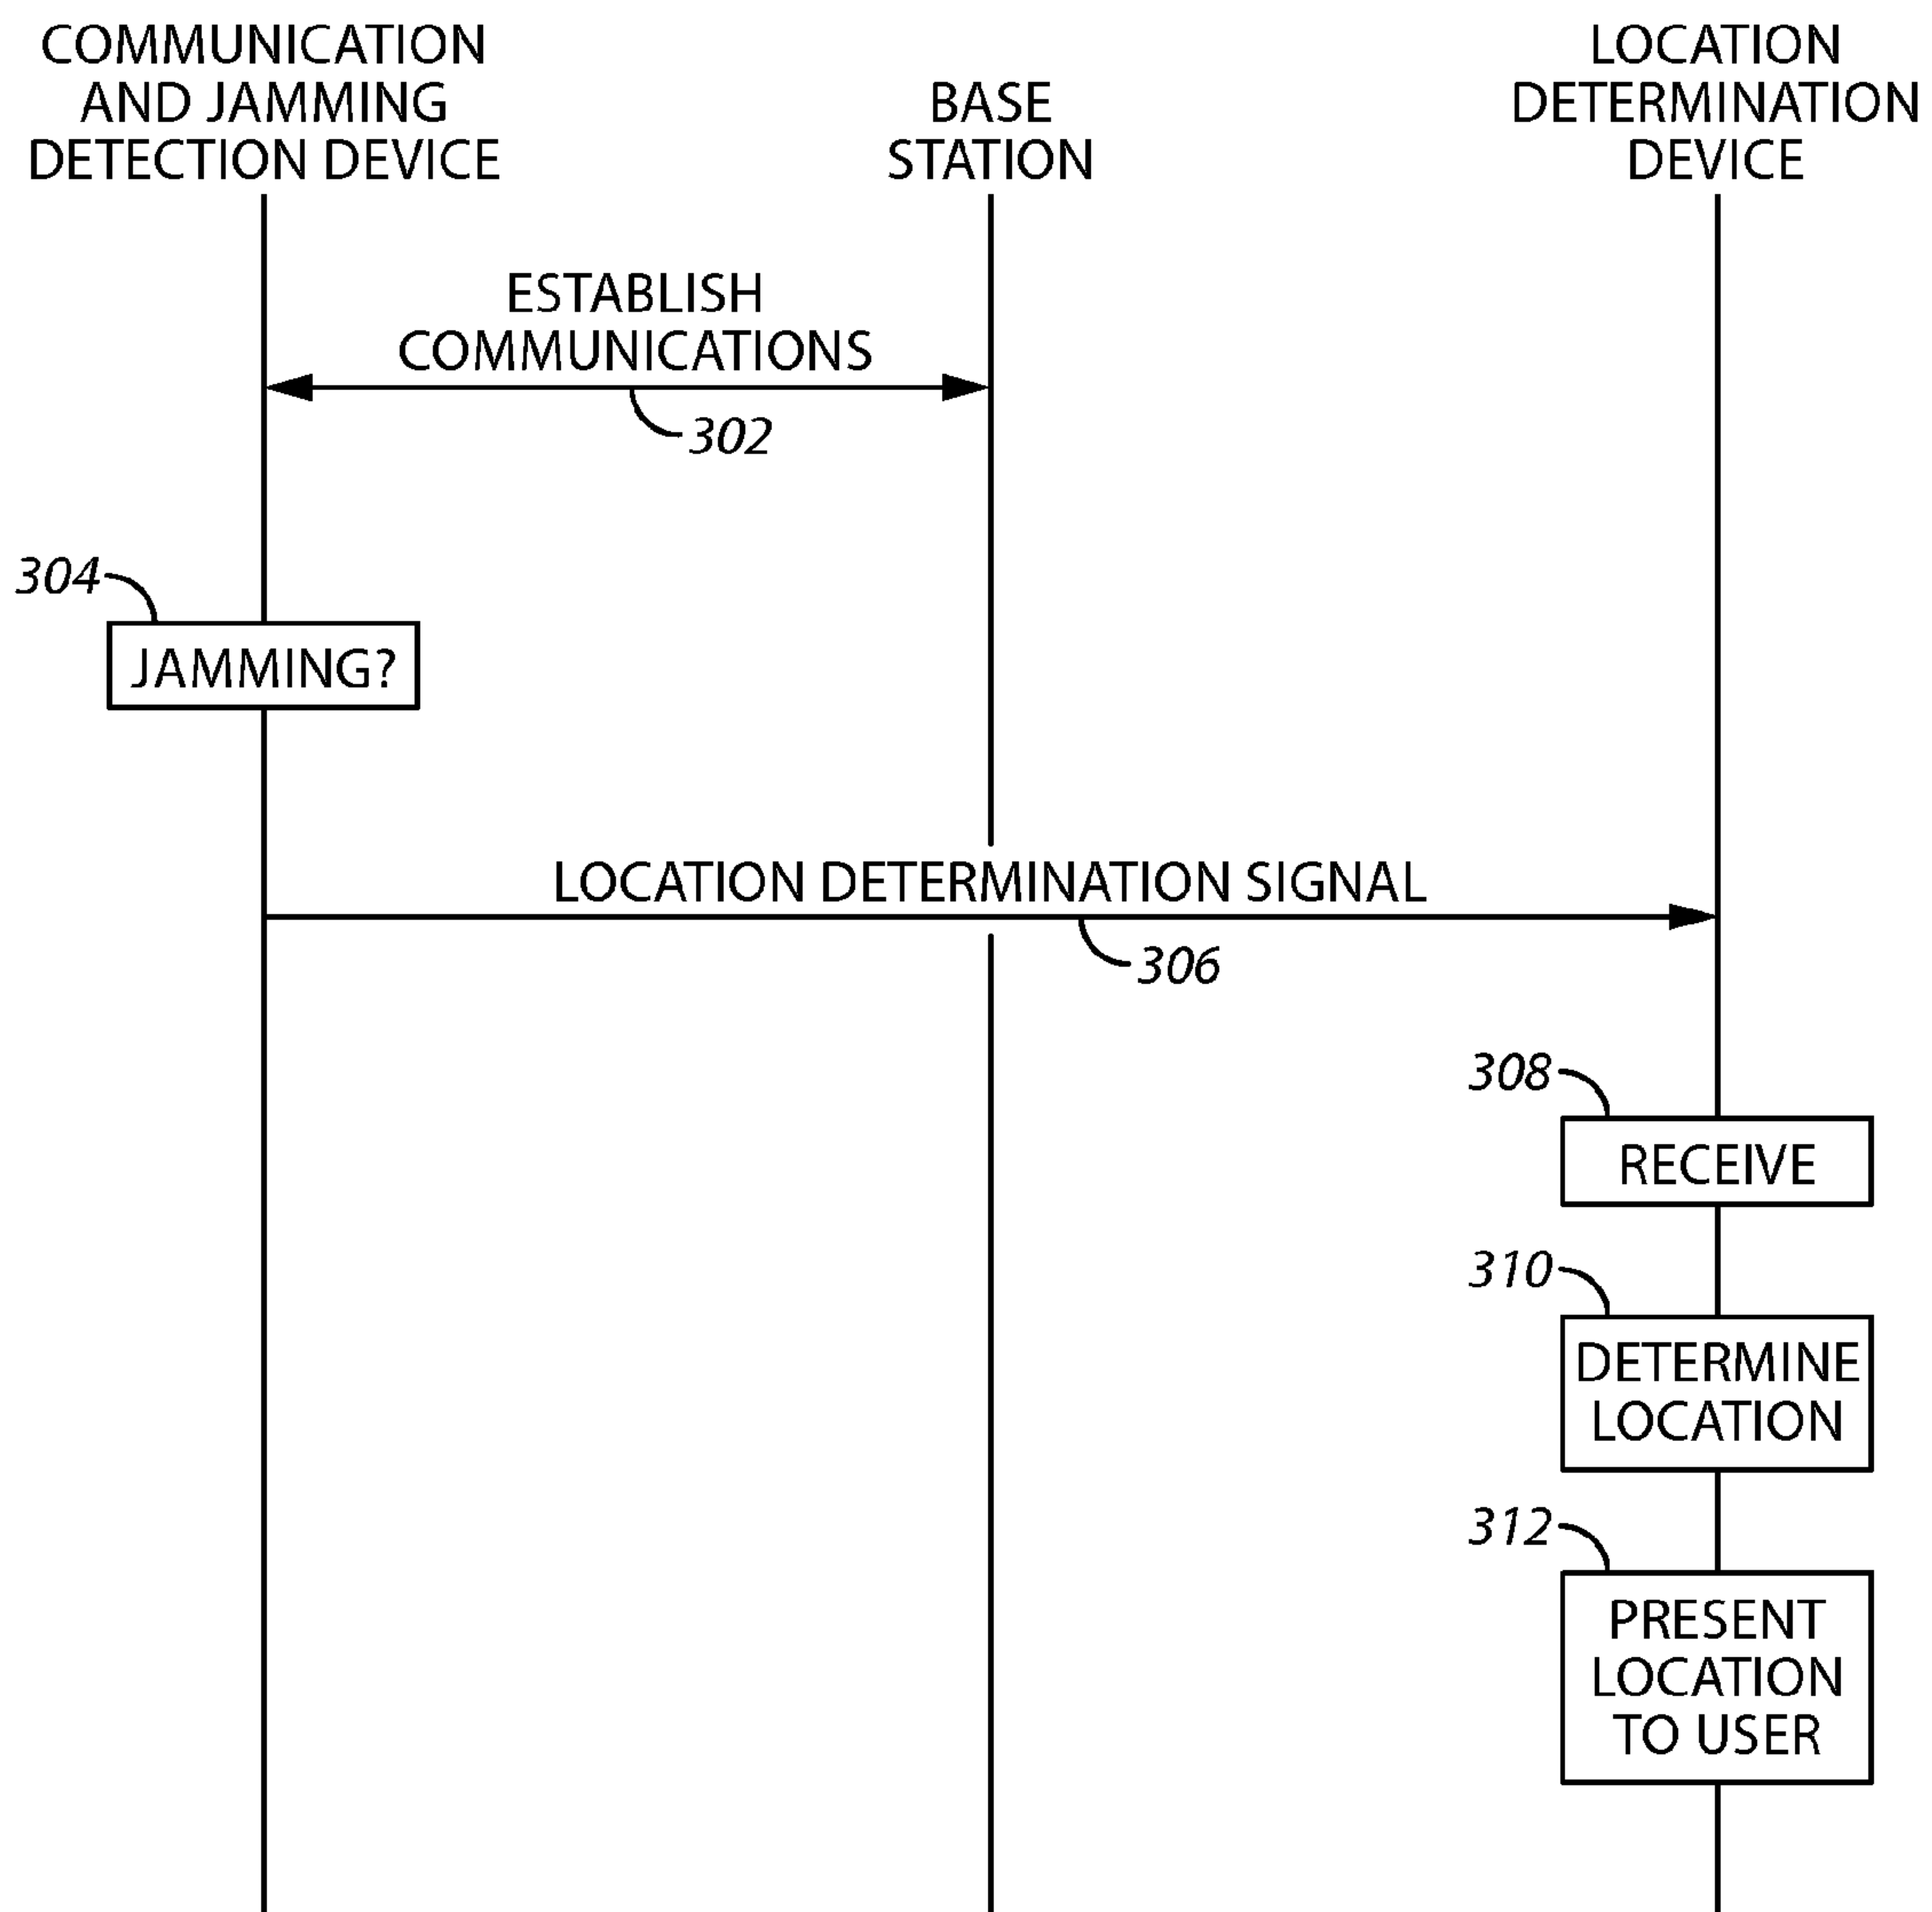 COMMUNICATION
AND JAMMING
DETECTION DEVICE
BASE
STATION
LOCATION
DETERMINATION
DEVICE
ESTABLISH
COMMUNICATIONS
302
304
JAMMING?
LOCATION DETERMINATION SIGNAL
306
308
RECEIVE
310
DETERMINE
LOCATION
312
PRESENT
LOCATION
TO USER